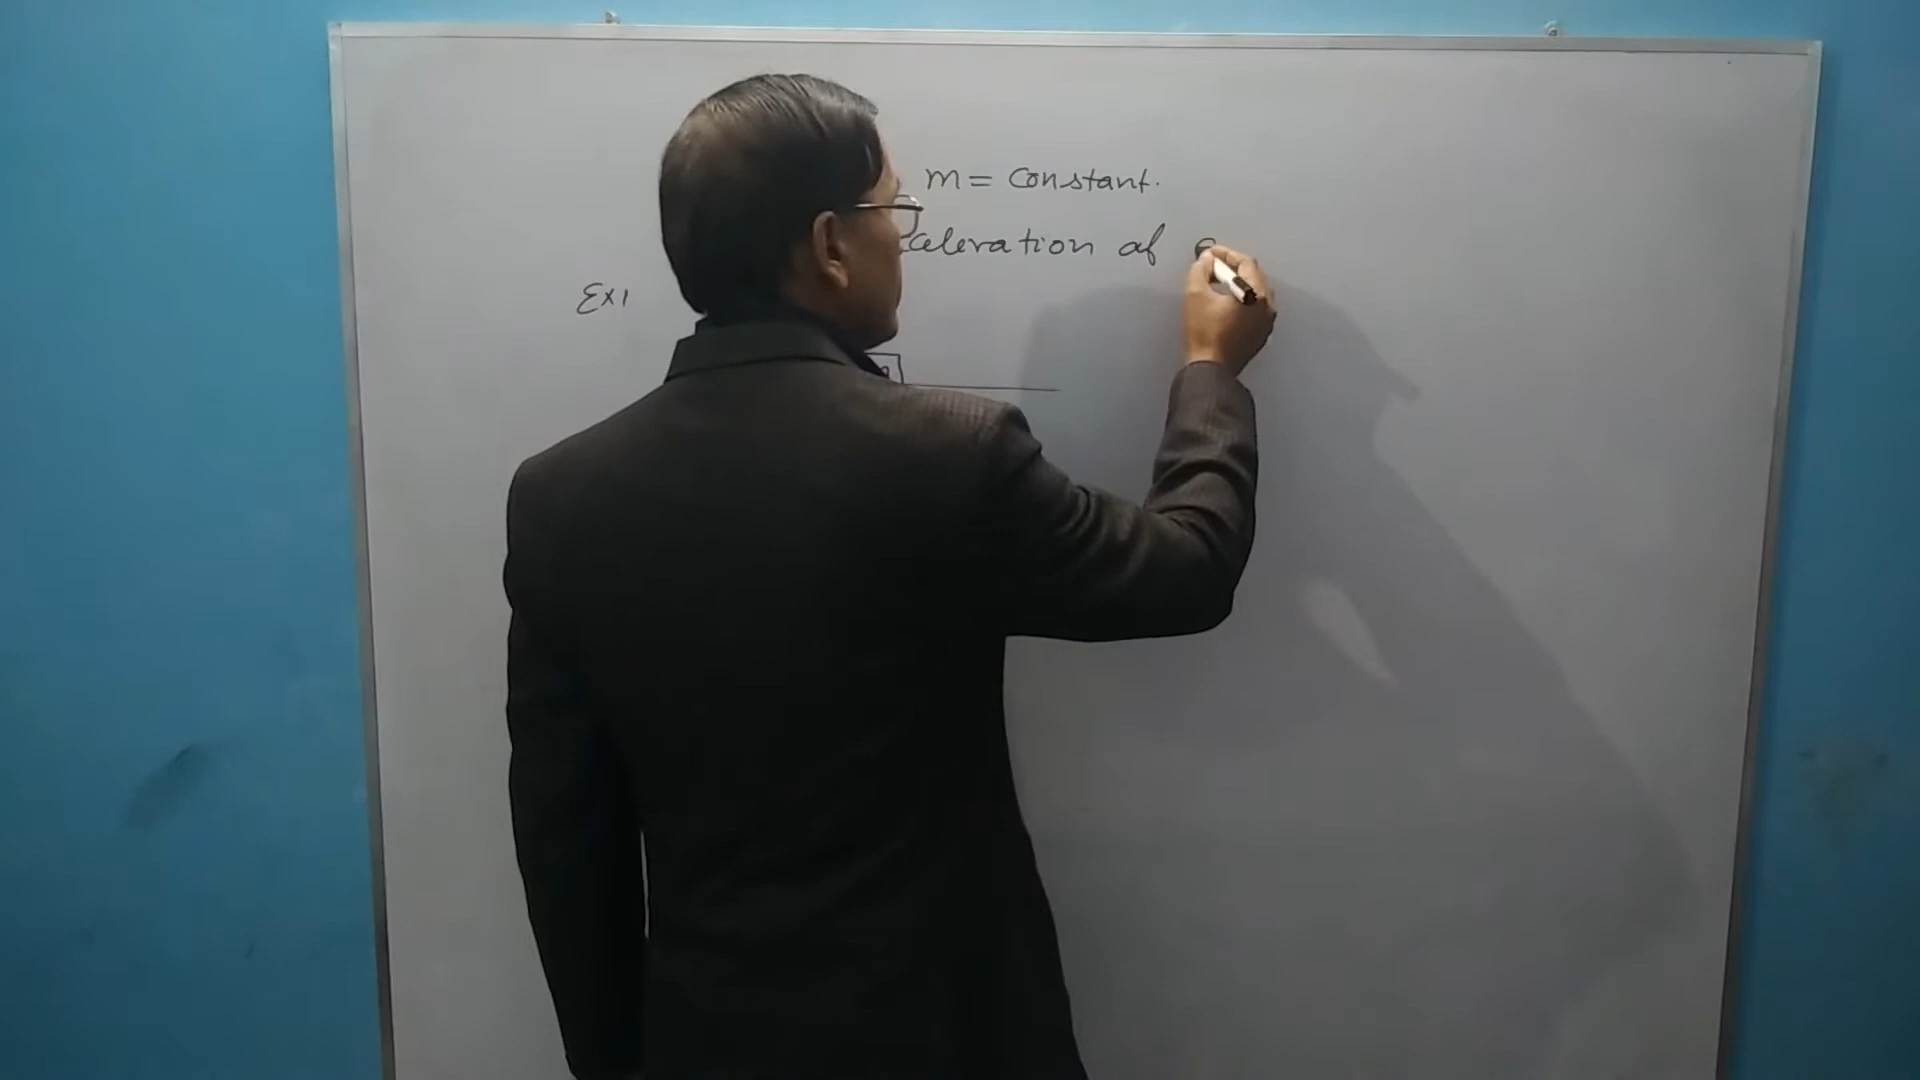 m = Constant.
celeration of
Ex1